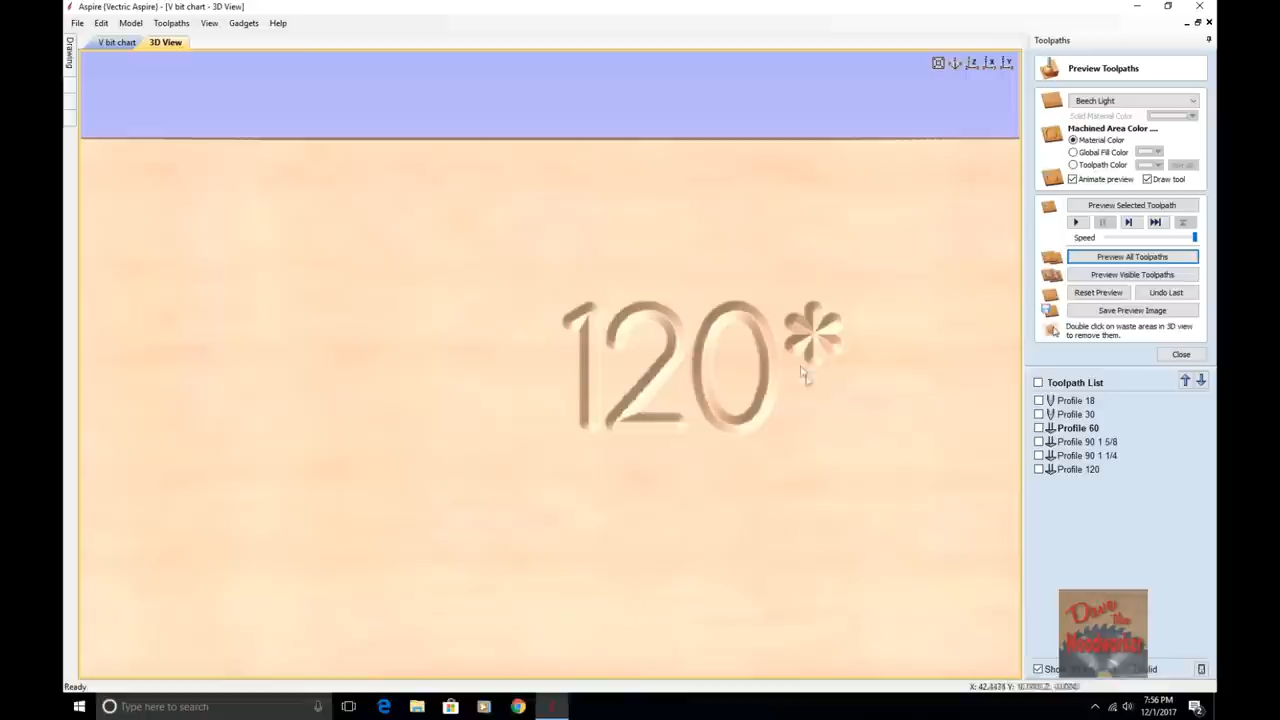 Aspire {Vectric Aspire} - [V bit chart - 3D View]
File Edit Model Toolpaths View Gadgets Help
Toolpaths
V bit chart
3D View
Drawing
Preview Toolpaths
Beech Light
Solid Material Color
Machined Area Color ....
Material Color
Global Fill Color
Toolpath Color
Animate preview
Draw tool
Preview Selected Toolpath
Speed
Preview All Toolpaths
Preview Visible Toolpaths
Reset Preview
Undo Last
Save Preview Image
Double click on waste areas in 3D view
to remove them.
Close
120*
Toolpath List
Profile 18
Profile 30
Profile 60
Profile 90 1 5/8
Profile 90 1 1/4
Profile 120
Dave the
Woodworker
Ready
Type here to search
7:56 PM
12/1/2017